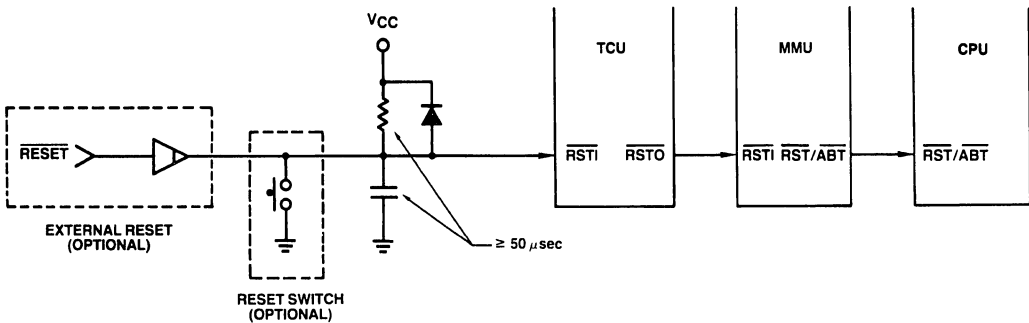 VCC
TCU
MMU
CPU
RESET
RSTI
RSTO
RSTI
RST/ABT
RST/ABT
EXTERNAL RESET
(OPTIONAL)
≥ 50 μsec
RESET SWITCH
(OPTIONAL)